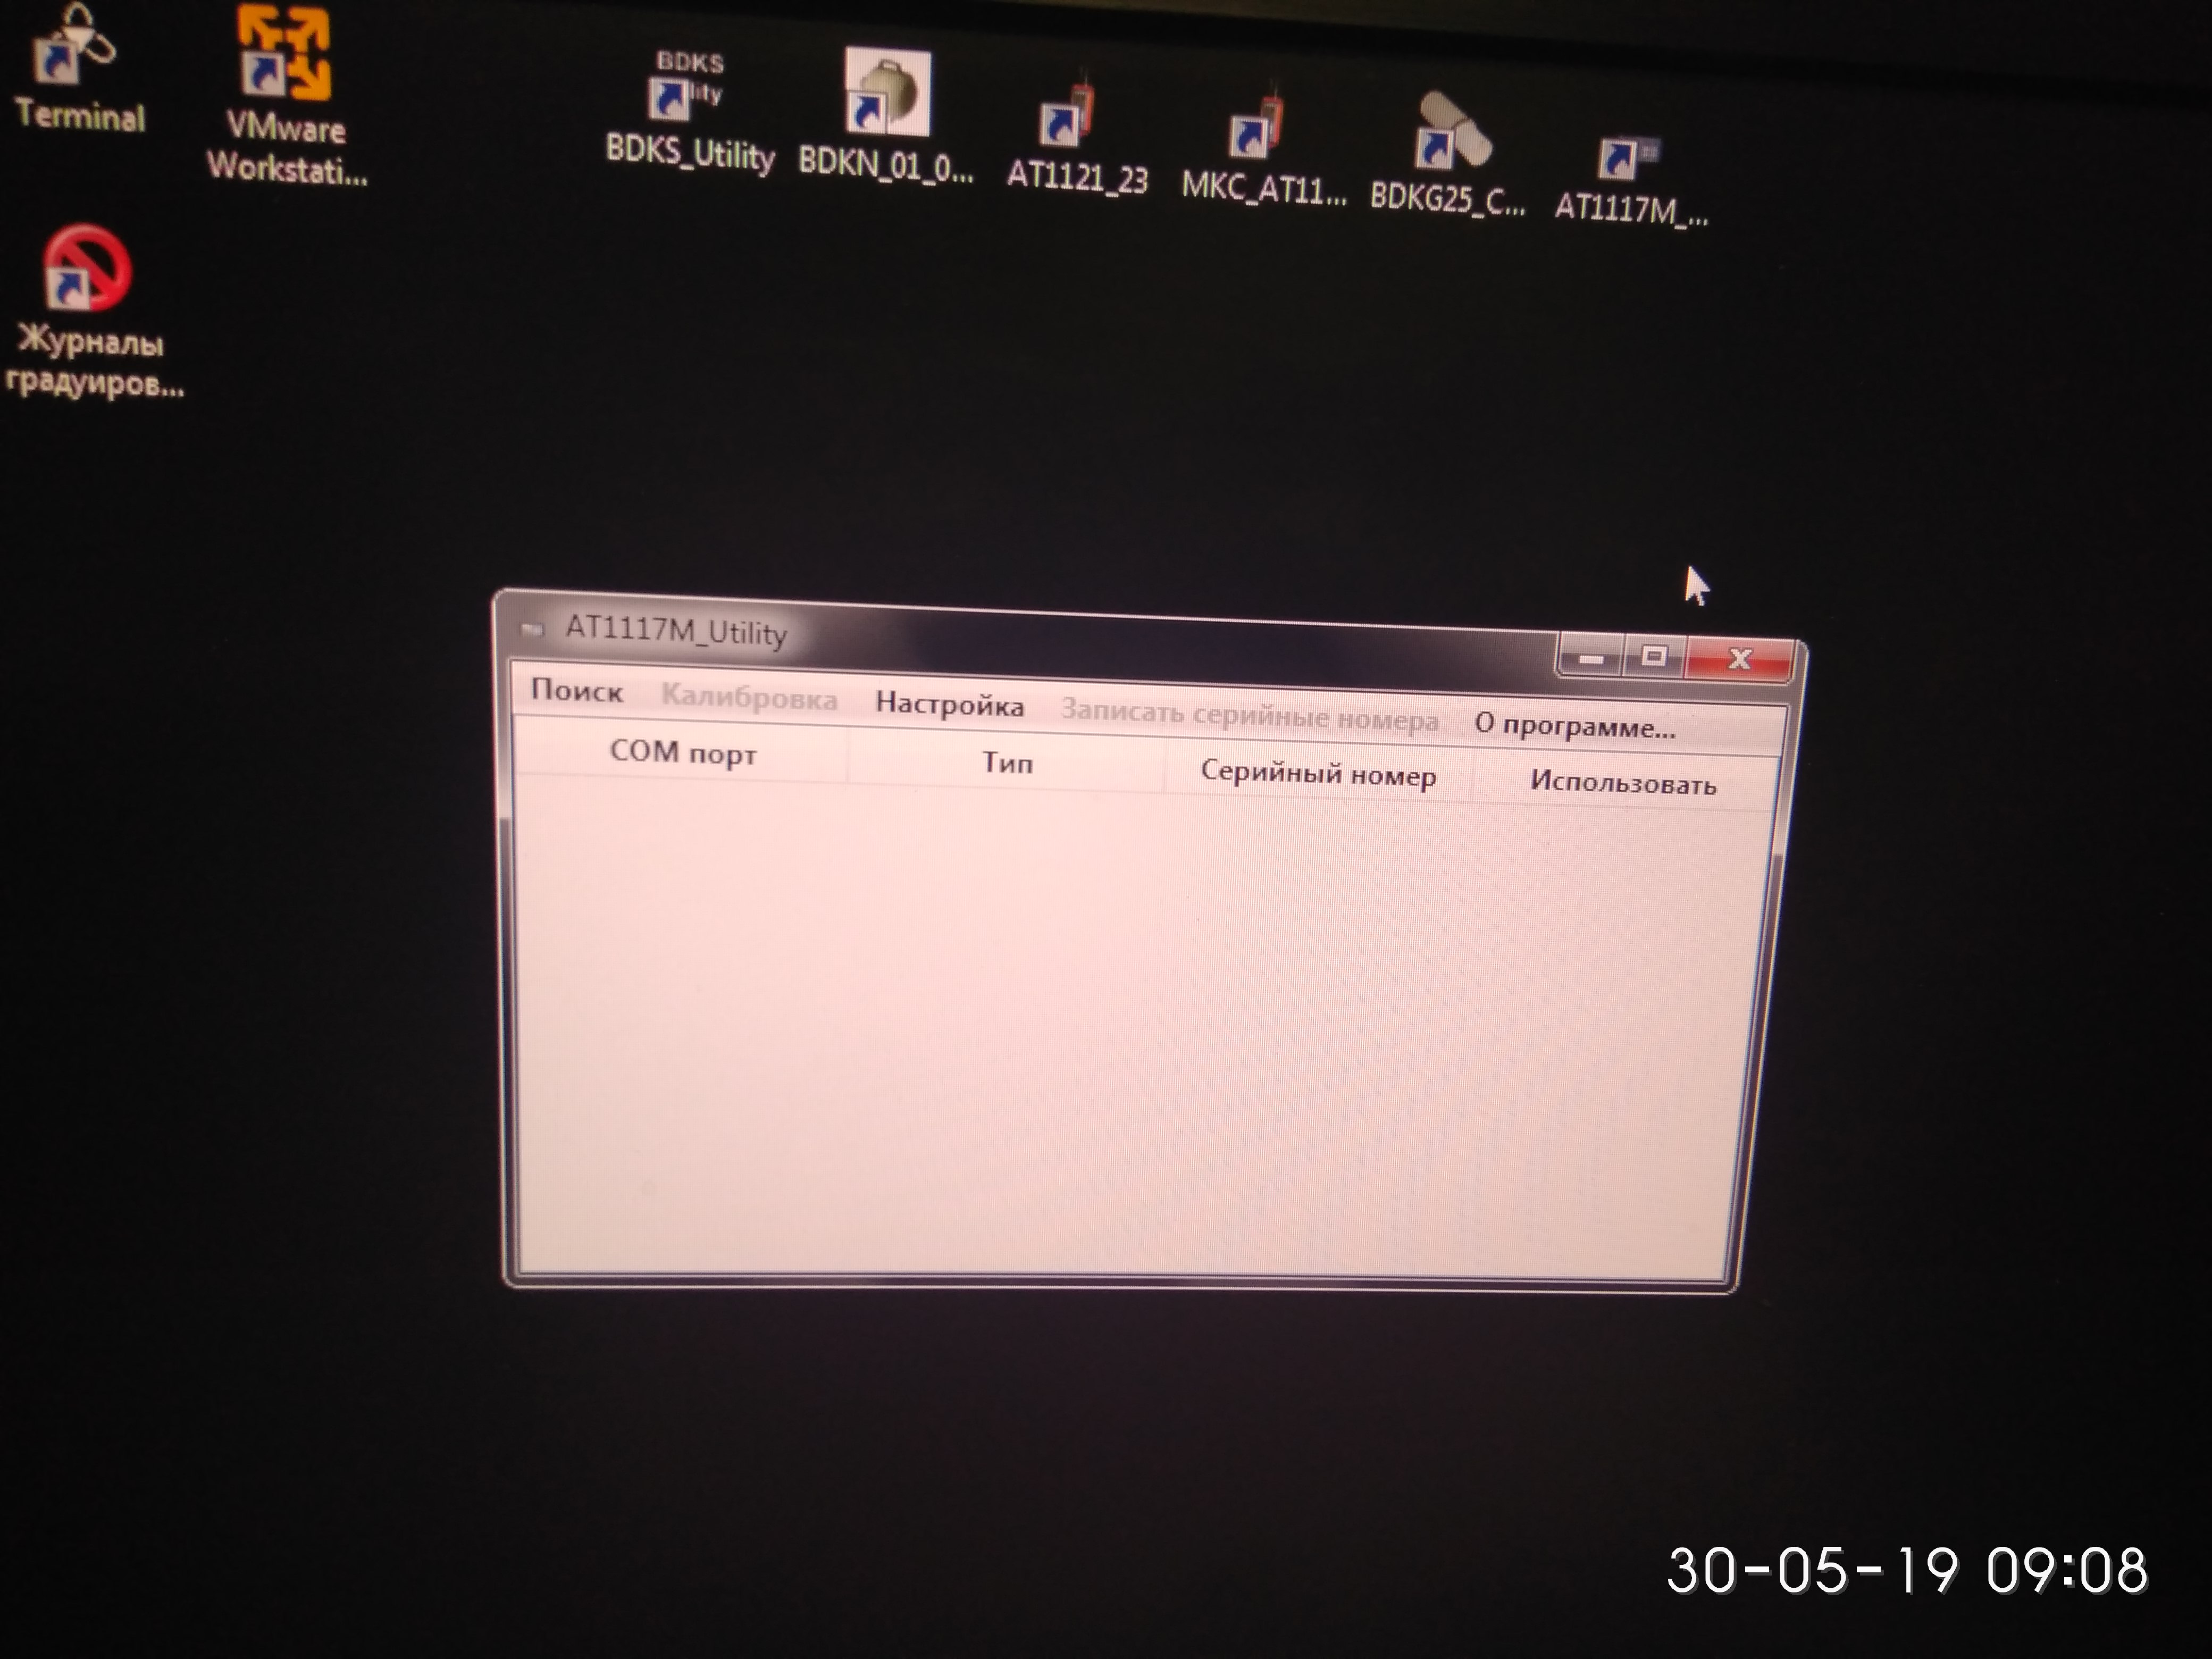 Terminal
VMware
Workstati...
BDKS
lity
BDKS_Utility
BDKN_01_0...
AT1121_23
MKC_AT11...
BDKG25_C...
AT1117M_...
Журналы
градуиров...
AT1117M_Utility
Поиск Калибровка Настройка Записать серийные номера О программе...
COM порт Тип Серийный номер Использовать
30-05-19 09:08